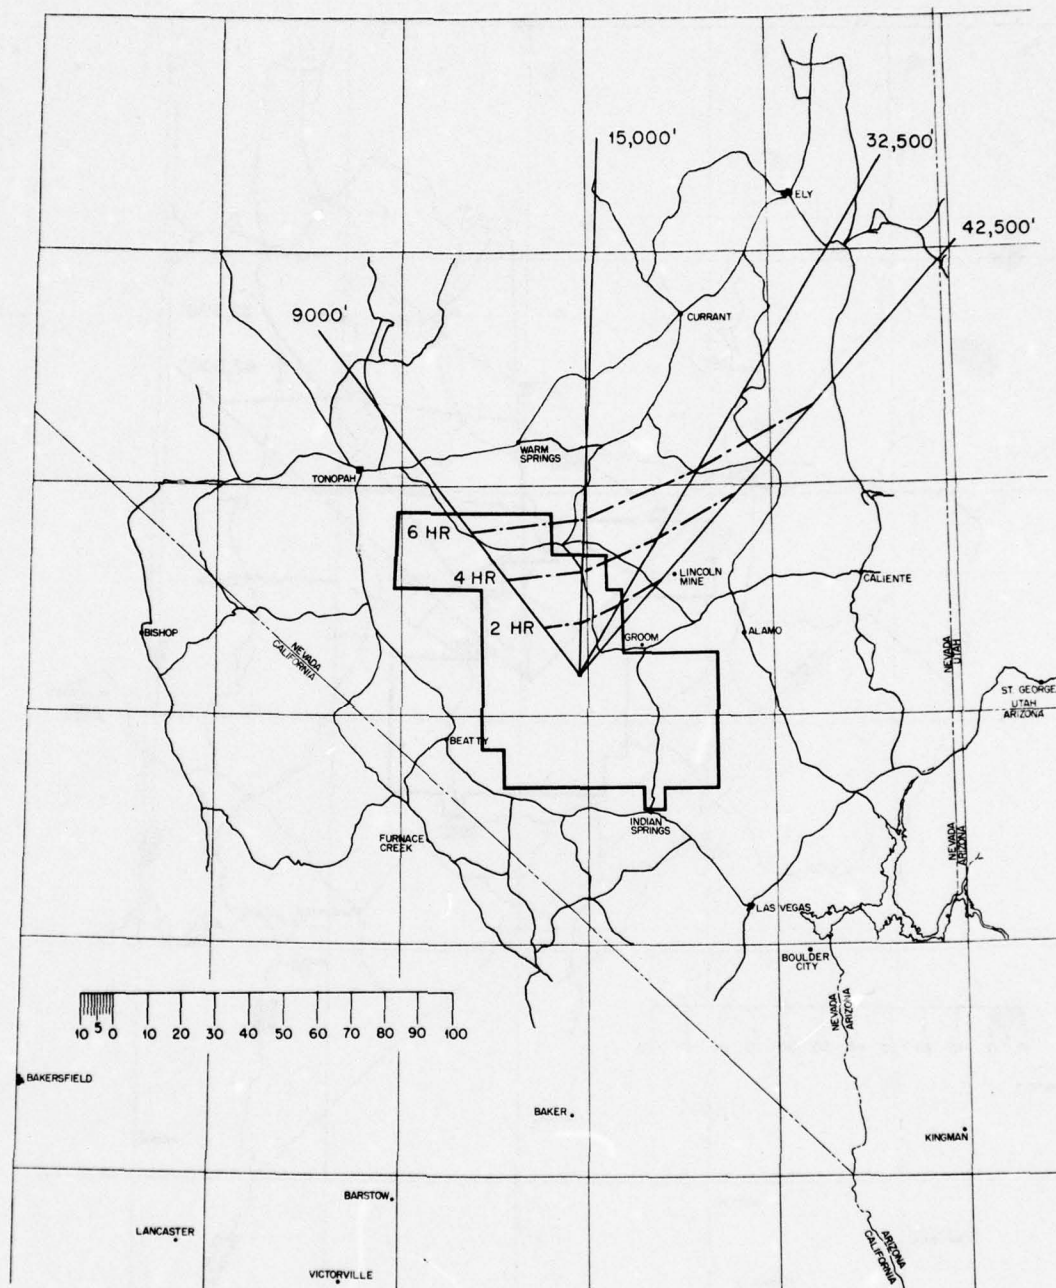 15,000'
32,500'
ELY
42,500'
9000'
CURRANT
WARM
SPRINGS
TONOPAH
6 HR
4 HR
LINCOLN
MINE
CALIENTE
2 HR
BISHOP
GROOM
ALAMO
NEVADA
CALIFORNIA
NEVADA
UTAH
ST. GEORGE
UTAH
ARIZONA
BEATTY
INDIAN
SPRINGS
FURNACE
CREEK
NEVADA
ARIZONA
LAS VEGAS
BOULDER
CITY
NEVADA
ARIZONA
10 5 0 10 20 30 40 50 60 70 80 90 100
BAKERSFIELD
BAKER
KINGMAN
BARSTOW
LANCASTER
ARIZONA
CALIFORNIA
VICTORVILLE